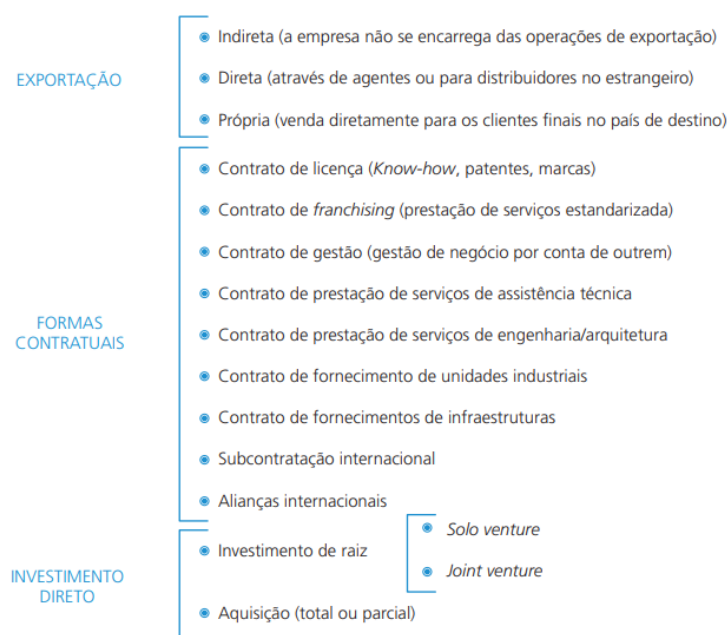 EXPORTAÇÃO
Indireta (a empresa não se encarrega das operações de exportação)
Direta (através de agentes ou para distribuidores no estrangeiro)
Própria (venda diretamente para os clientes finais no país de destino)
FORMAS
CONTRATUAIS
Contrato de licença (Know-how, patentes, marcas)
Contrato de franchising (prestação de serviços estandarizada)
Contrato de gestão (gestão de negócio por conta de outrem)
Contrato de prestação de serviços de assistência técnica
Contrato de prestação de serviços de engenharia/arquitetura
Contrato de fornecimento de unidades industriais
Contrato de fornecimentos de infraestruturas
Subcontratação internacional
Alianças internacionais
INVESTIMENTO
DIRETO
Investimento de raiz
Solo venture
Joint venture
Aquisição (total ou parcial)